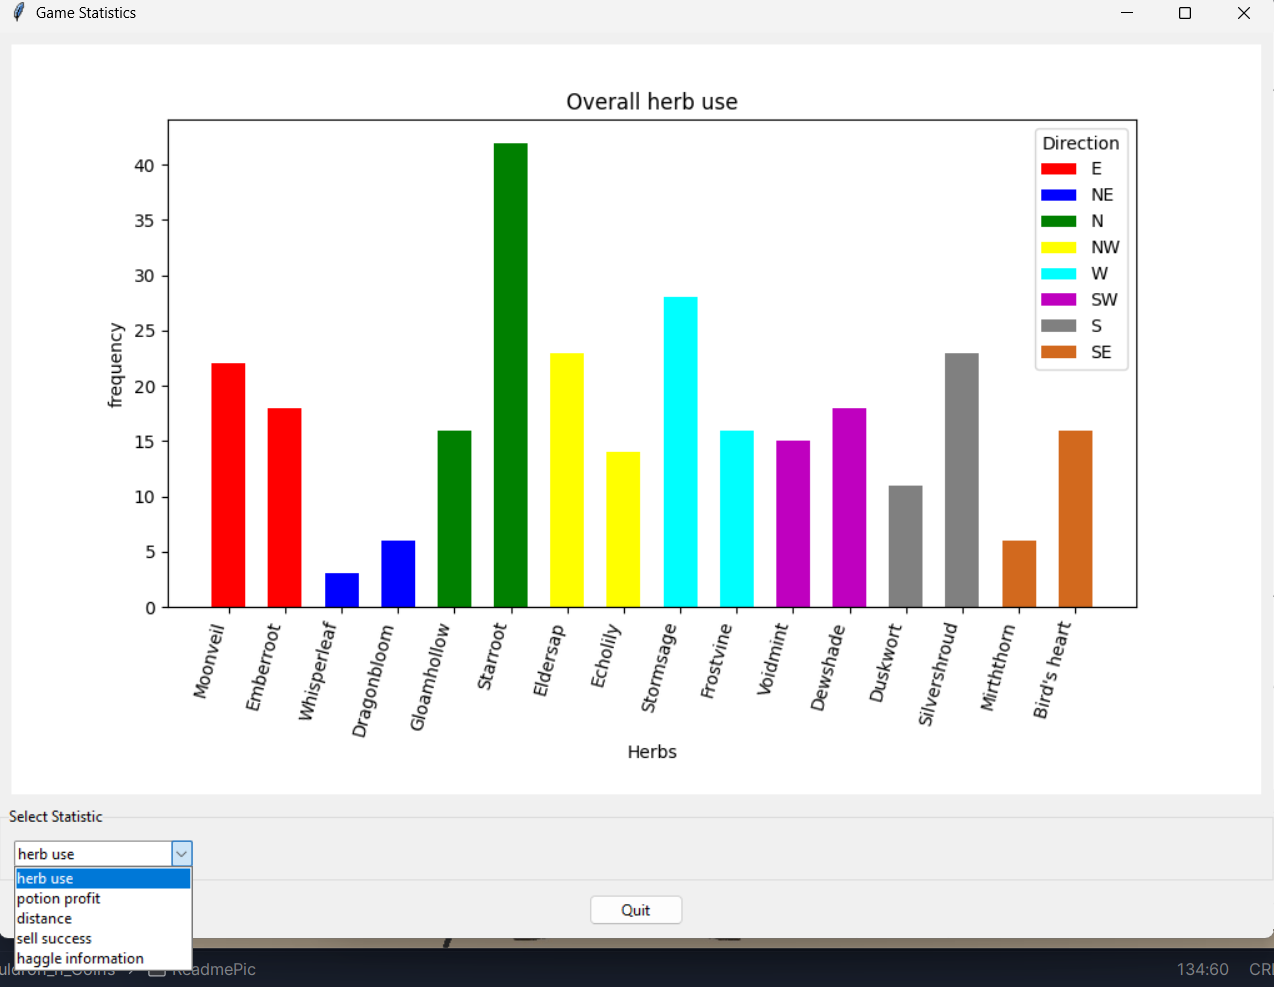 Game Statistics
Overall herb use
Direction
E
NE
N
NW
W
SW
S
SE
40
35
30
25
20
15
10
5
0
frequency
Moonveil
Emberroot
Whisperleaf
Dragonbloom
Gloamhollow
Starroot
Eldersap
Echolily
Stormsage
Frostvine
Voidmint
Dewshade
Duskwort
Silvershroud
Mirththorn
Bird's heart
Herbs
Select Statistic
herb use
herb use
potion profit
distance
sell success
haggle information
Quit
ReadmePic
134:60